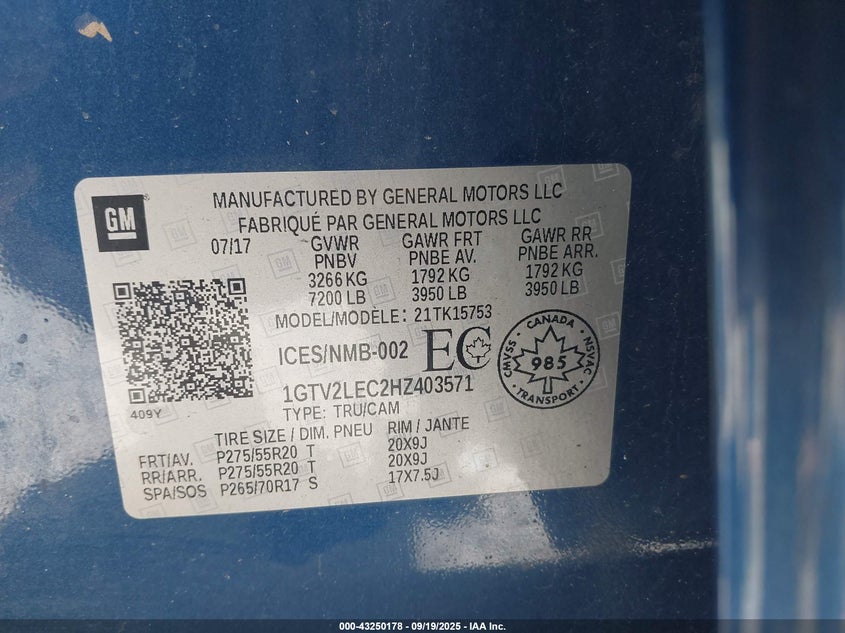 GM
MANUFACTURED BY GENERAL MOTORS LLC
FABRIQUÉ PAR GENERAL MOTORS LLC
07/17 GVWR GAWR FRT GAWR RR
PNBV PNBE AV. PNBE ARR.
3266 KG 1792 KG 1792 KG
7200 LB 3950 LB 3950 LB
MODEL/MODÈLE: 21TK15753
ICES/NMB-002 EC
CANADA
CMVSS 985 NSVAC
1GTV2LEC2HZ403571
409Y
TYPE: TRU/CAM
TIRE SIZE / DIM. PNEU RIM / JANTE
FRT/AV. P275/55R20 T 20X9J
RR/ARR. P275/55R20 T 20X9J
SPA/SOS P265/70R17 S 17X7.5J
000-43250178 - 09/19/2025 - IAA Inc.